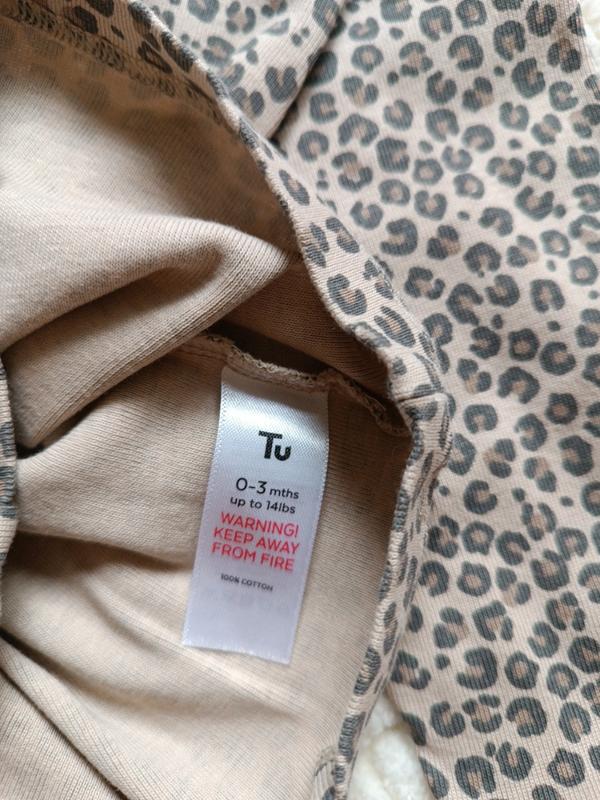 Tu
0-3 mths
up to 14lbs
WARNING!
KEEP AWAY
FROM FIRE
100% COTTON